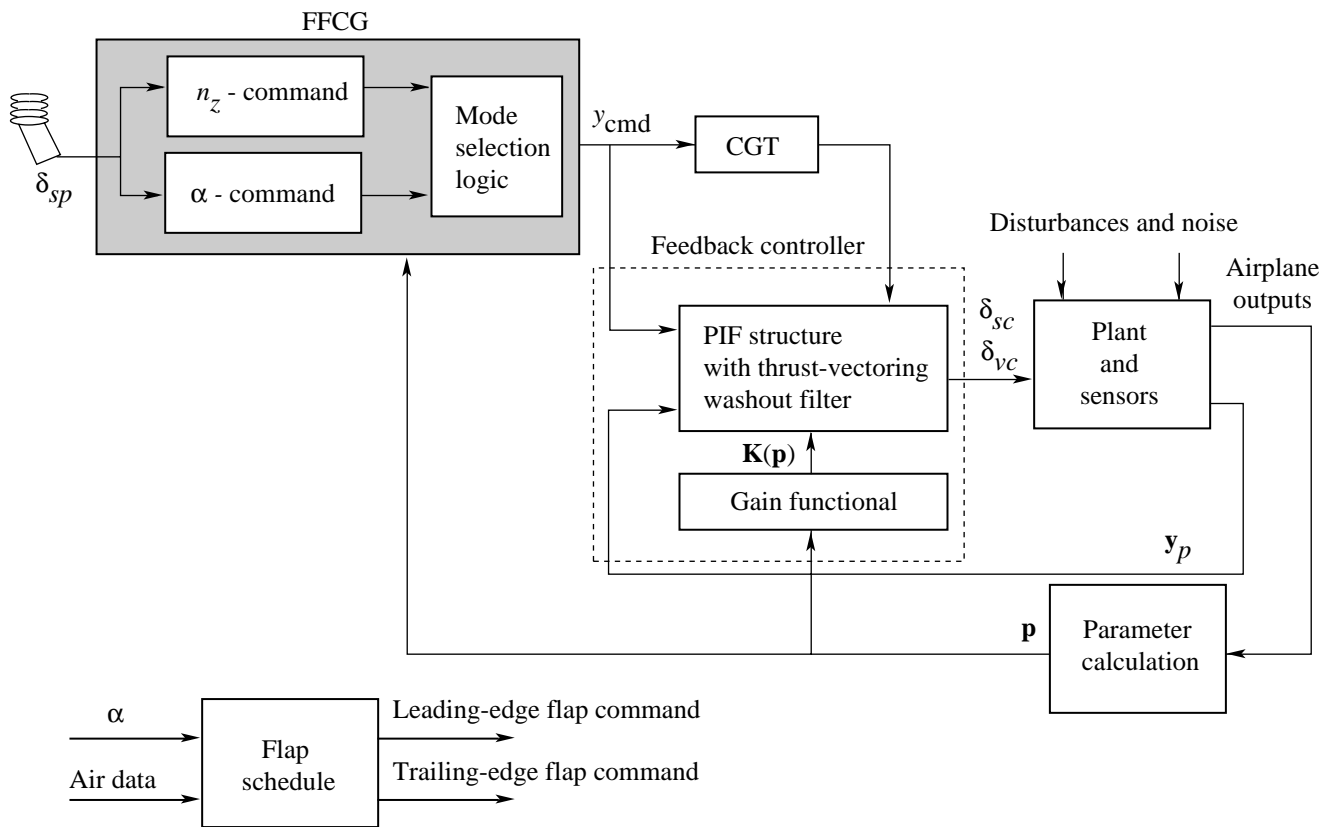 FFCG
n_z - command
α - command
Mode
selection
logic
δ_sp
y_cmd
CGT
Feedback controller
Disturbances and noise
Airplane
outputs
PIF structure
with thrust-vectoring
washout filter
δ_sc
δ_vc
Plant
and
sensors
K(p)
Gain functional
y_p
p
Parameter
calculation
α
Air data
Flap
schedule
Leading-edge flap command
Trailing-edge flap command